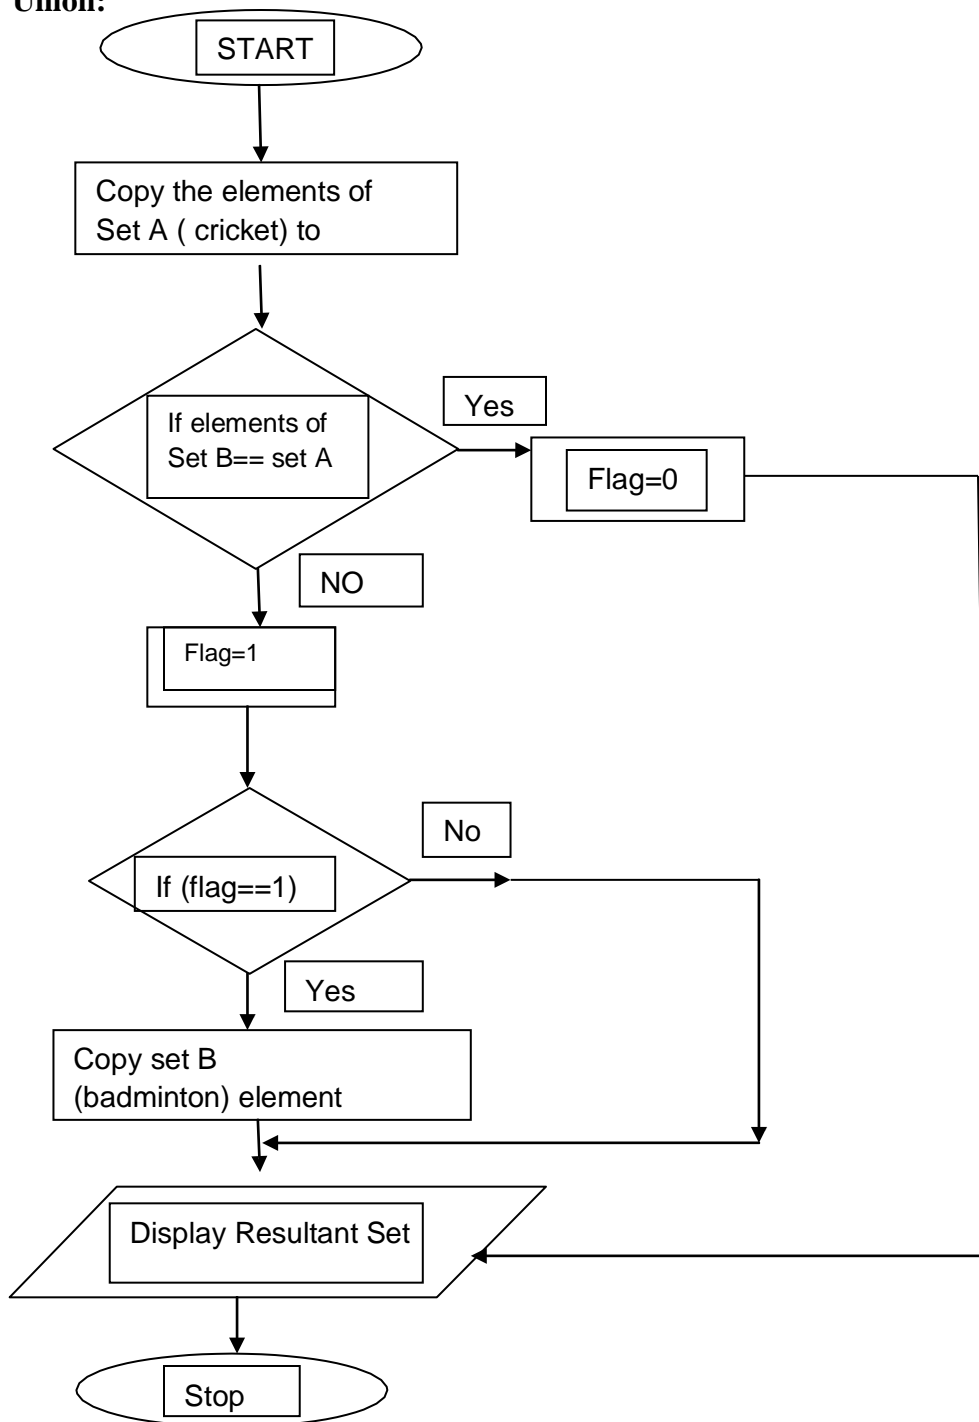 Union:
START
Copy the elements of
Set A ( cricket) to
If elements of
Set B== set A
Yes
Flag=0
NO
Flag=1
If (flag==1)
No
Yes
Copy set B
(badminton) element
Display Resultant Set
Stop